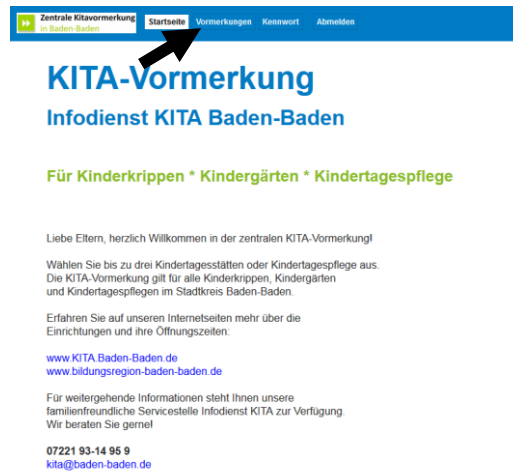 Zentrale Kitavormerkung
in Baden-Baden
Startseite Vormerkungen Kennwort Abmelden
KITA-Vormerkung
Infodienst KITA Baden-Baden
Für Kinderkrippen * Kindergärten * Kindertagespflege
Liebe Eltern, herzlich Willkommen in der zentralen KITA-Vormerkung!
Wählen Sie bis zu drei Kindertagesstätten oder Kindertagespflege aus.
Die KITA-Vormerkung gilt für alle Kinderkrippen, Kindergärten
und Kindertagespflegen im Stadtkreis Baden-Baden.
Erfahren Sie auf unseren Internetseiten mehr über die
Einrichtungen und ihre Öffnungszeiten:
www.KITA.Baden-Baden.de
www.bildungsregion-baden-baden.de
Für weitergehende Informationen steht Ihnen unsere
familienfreundliche Servicestelle Infodienst KITA zur Verfügung.
Wir beraten Sie gerne!
07221 93-14 95 9
kita@baden-baden.de